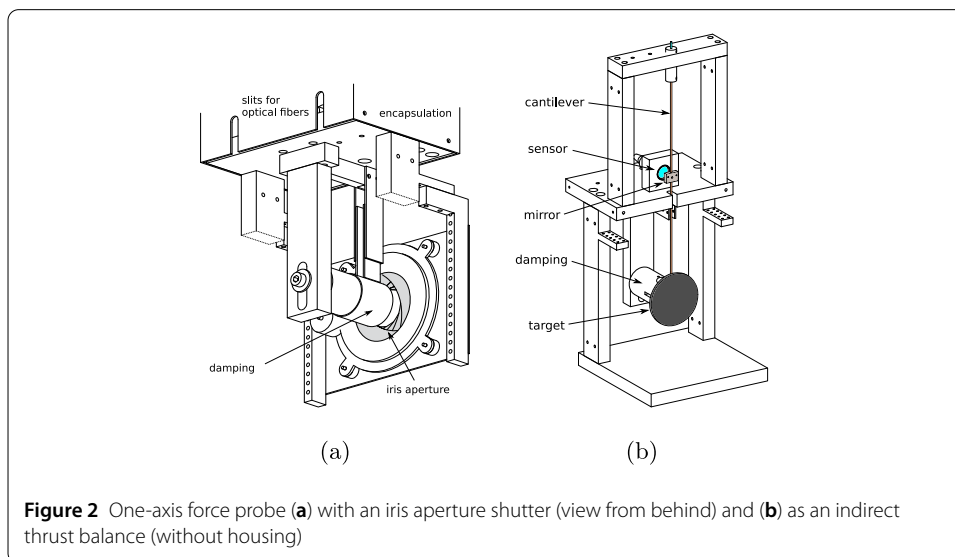 slits for
optical fibers
encapsulation
damping
iris aperture
cantilever
sensor
mirror
damping
target
(a)
(b)
Figure 2 One-axis force probe (a) with an iris aperture shutter (view from behind) and (b) as an indirect
thrust balance (without housing)